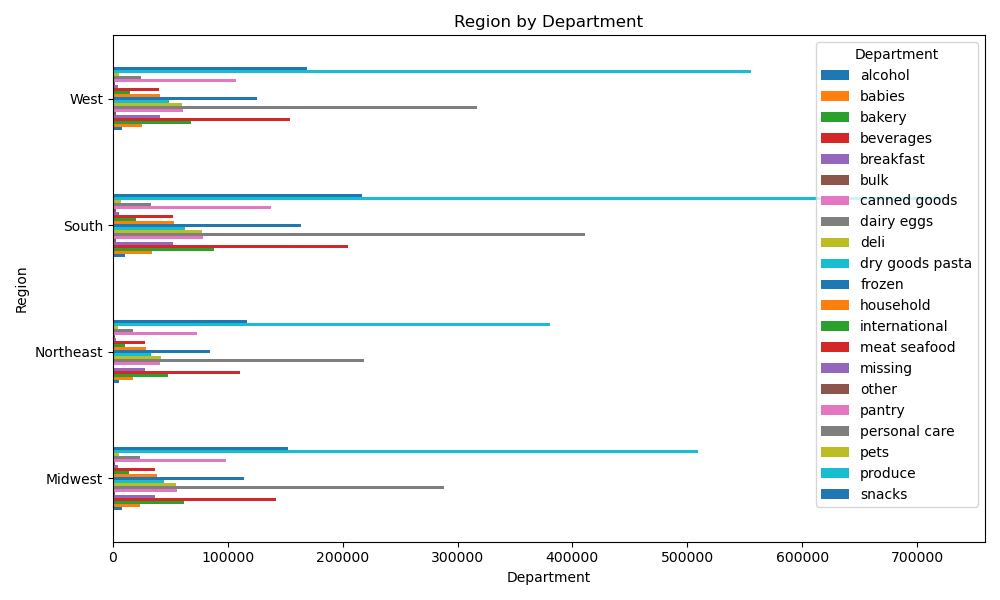 Region by Department
Region
West
South
Northeast
Midwest
0
100000
200000
300000
400000
500000
600000
700000
Department
Department
alcohol
babies
bakery
beverages
breakfast
bulk
canned goods
dairy eggs
deli
dry goods pasta
frozen
household
international
meat seafood
missing
other
pantry
personal care
pets
produce
snacks